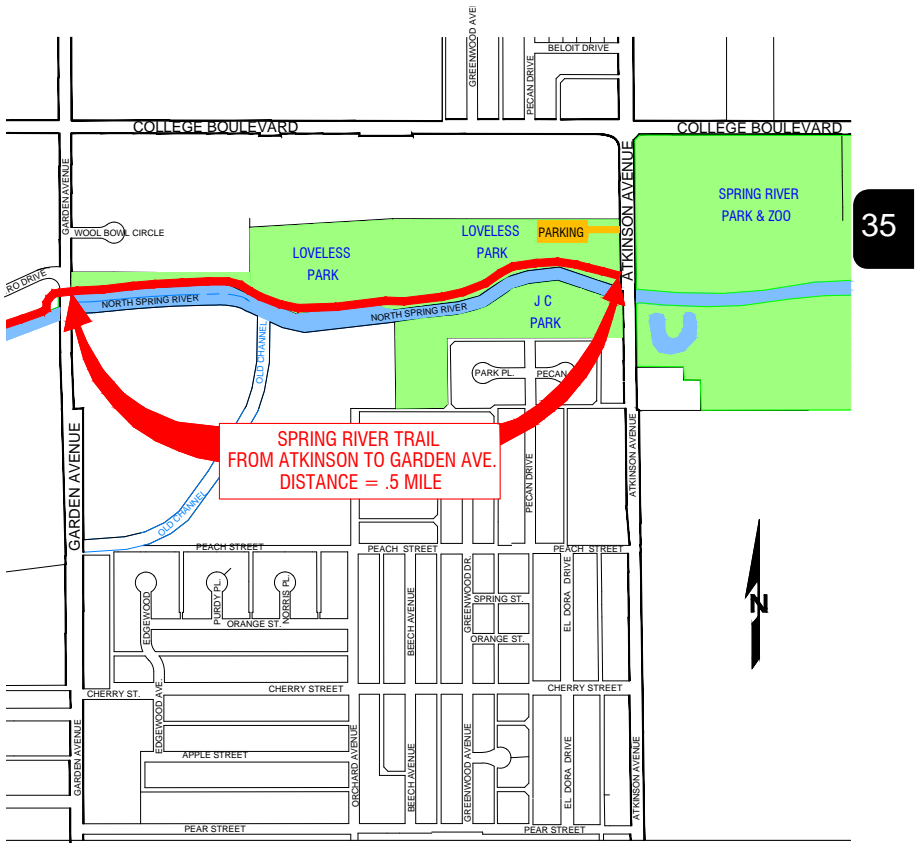 GREENWOOD AVE
PECAN DRIVE
BELOIT DRIVE
COLLEGE BOULEVARD
COLLEGE BOULEVARD
GARDEN AVENUE
ATKINSON AVENUE
SPRING RIVER
PARK & ZOO
35
WOOL BOWL CIRCLE
LOVELESS
PARK
LOVELESS
PARK
PARKING
RO DRIVE
NORTH SPRING RIVER
NORTH SPRING RIVER
J C
PARK
OLD CHANNEL
PARK PL.
PECAN
SPRING RIVER TRAIL
FROM ATKINSON TO GARDEN AVE.
DISTANCE = .5 MILE
GARDEN AVENUE
OLD CHANNEL
PECAN DRIVE
ATKINSON AVENUE
PEACH STREET
PEACH STREET
PEACH STREET
EDGEWOOD
PURDY PL.
NORRIS PL.
BEECH AVENUE
GREENWOOD DR.
SPRING ST.
EL DORA DRIVE
N
ORANGE ST.
ORANGE ST.
CHERRY ST.
CHERRY STREET
CHERRY STREET
EDGEWOOD AVE.
GARDEN AVENUE
APPLE STREET
ORCHARD AVENUE
BEECH AVENUE
GREENWOOD AVENUE
EL DORA DRIVE
ATKINSON AVENUE
PEAR STREET
PEAR STREET